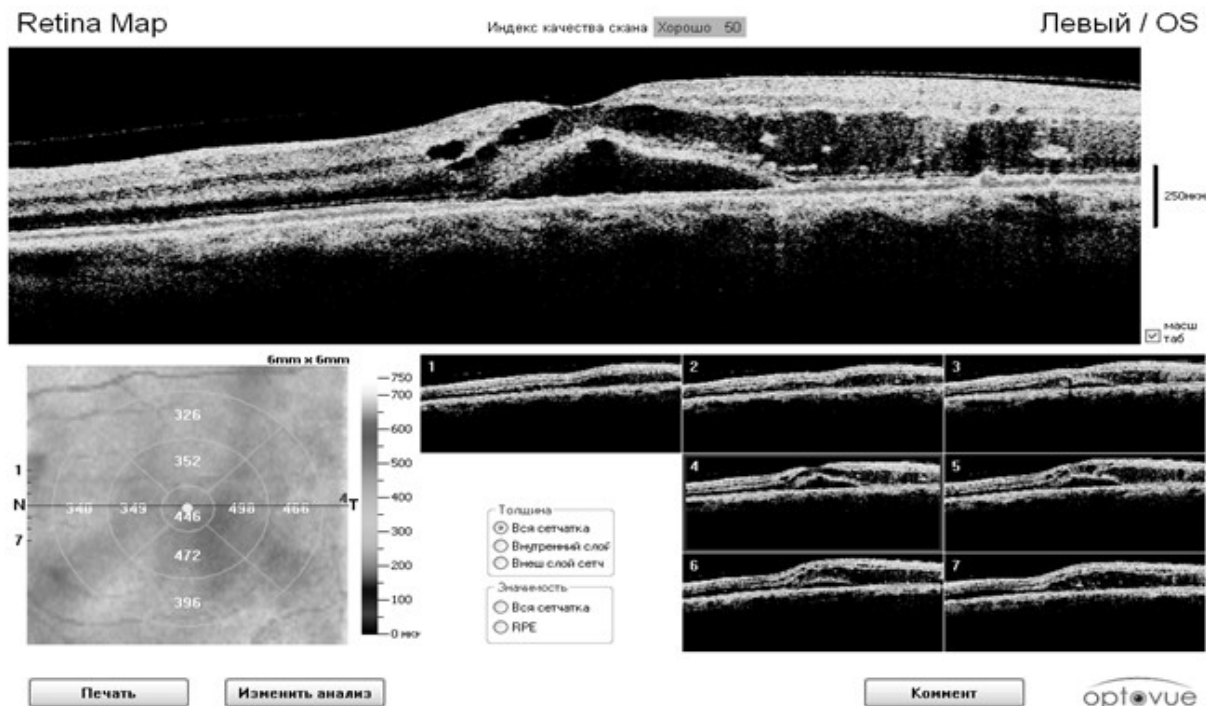 Retina Map
Индекс качества скана Хорошо 50
Левый / OS
250мкм
масш
таб
6mm x 6mm
326
352
340 349 446 498 466
472
396
1
N
7
4
T
750
700
600
500
400
300
200
100
0 мкм
1
2
3
4
5
6
7
Толщина
Вся сетчатка
Внутренний слой
Внеш слой сетч
Значимость
Вся сетчатка
RPE
Печать
Изменить анализ
Коммент
optovue